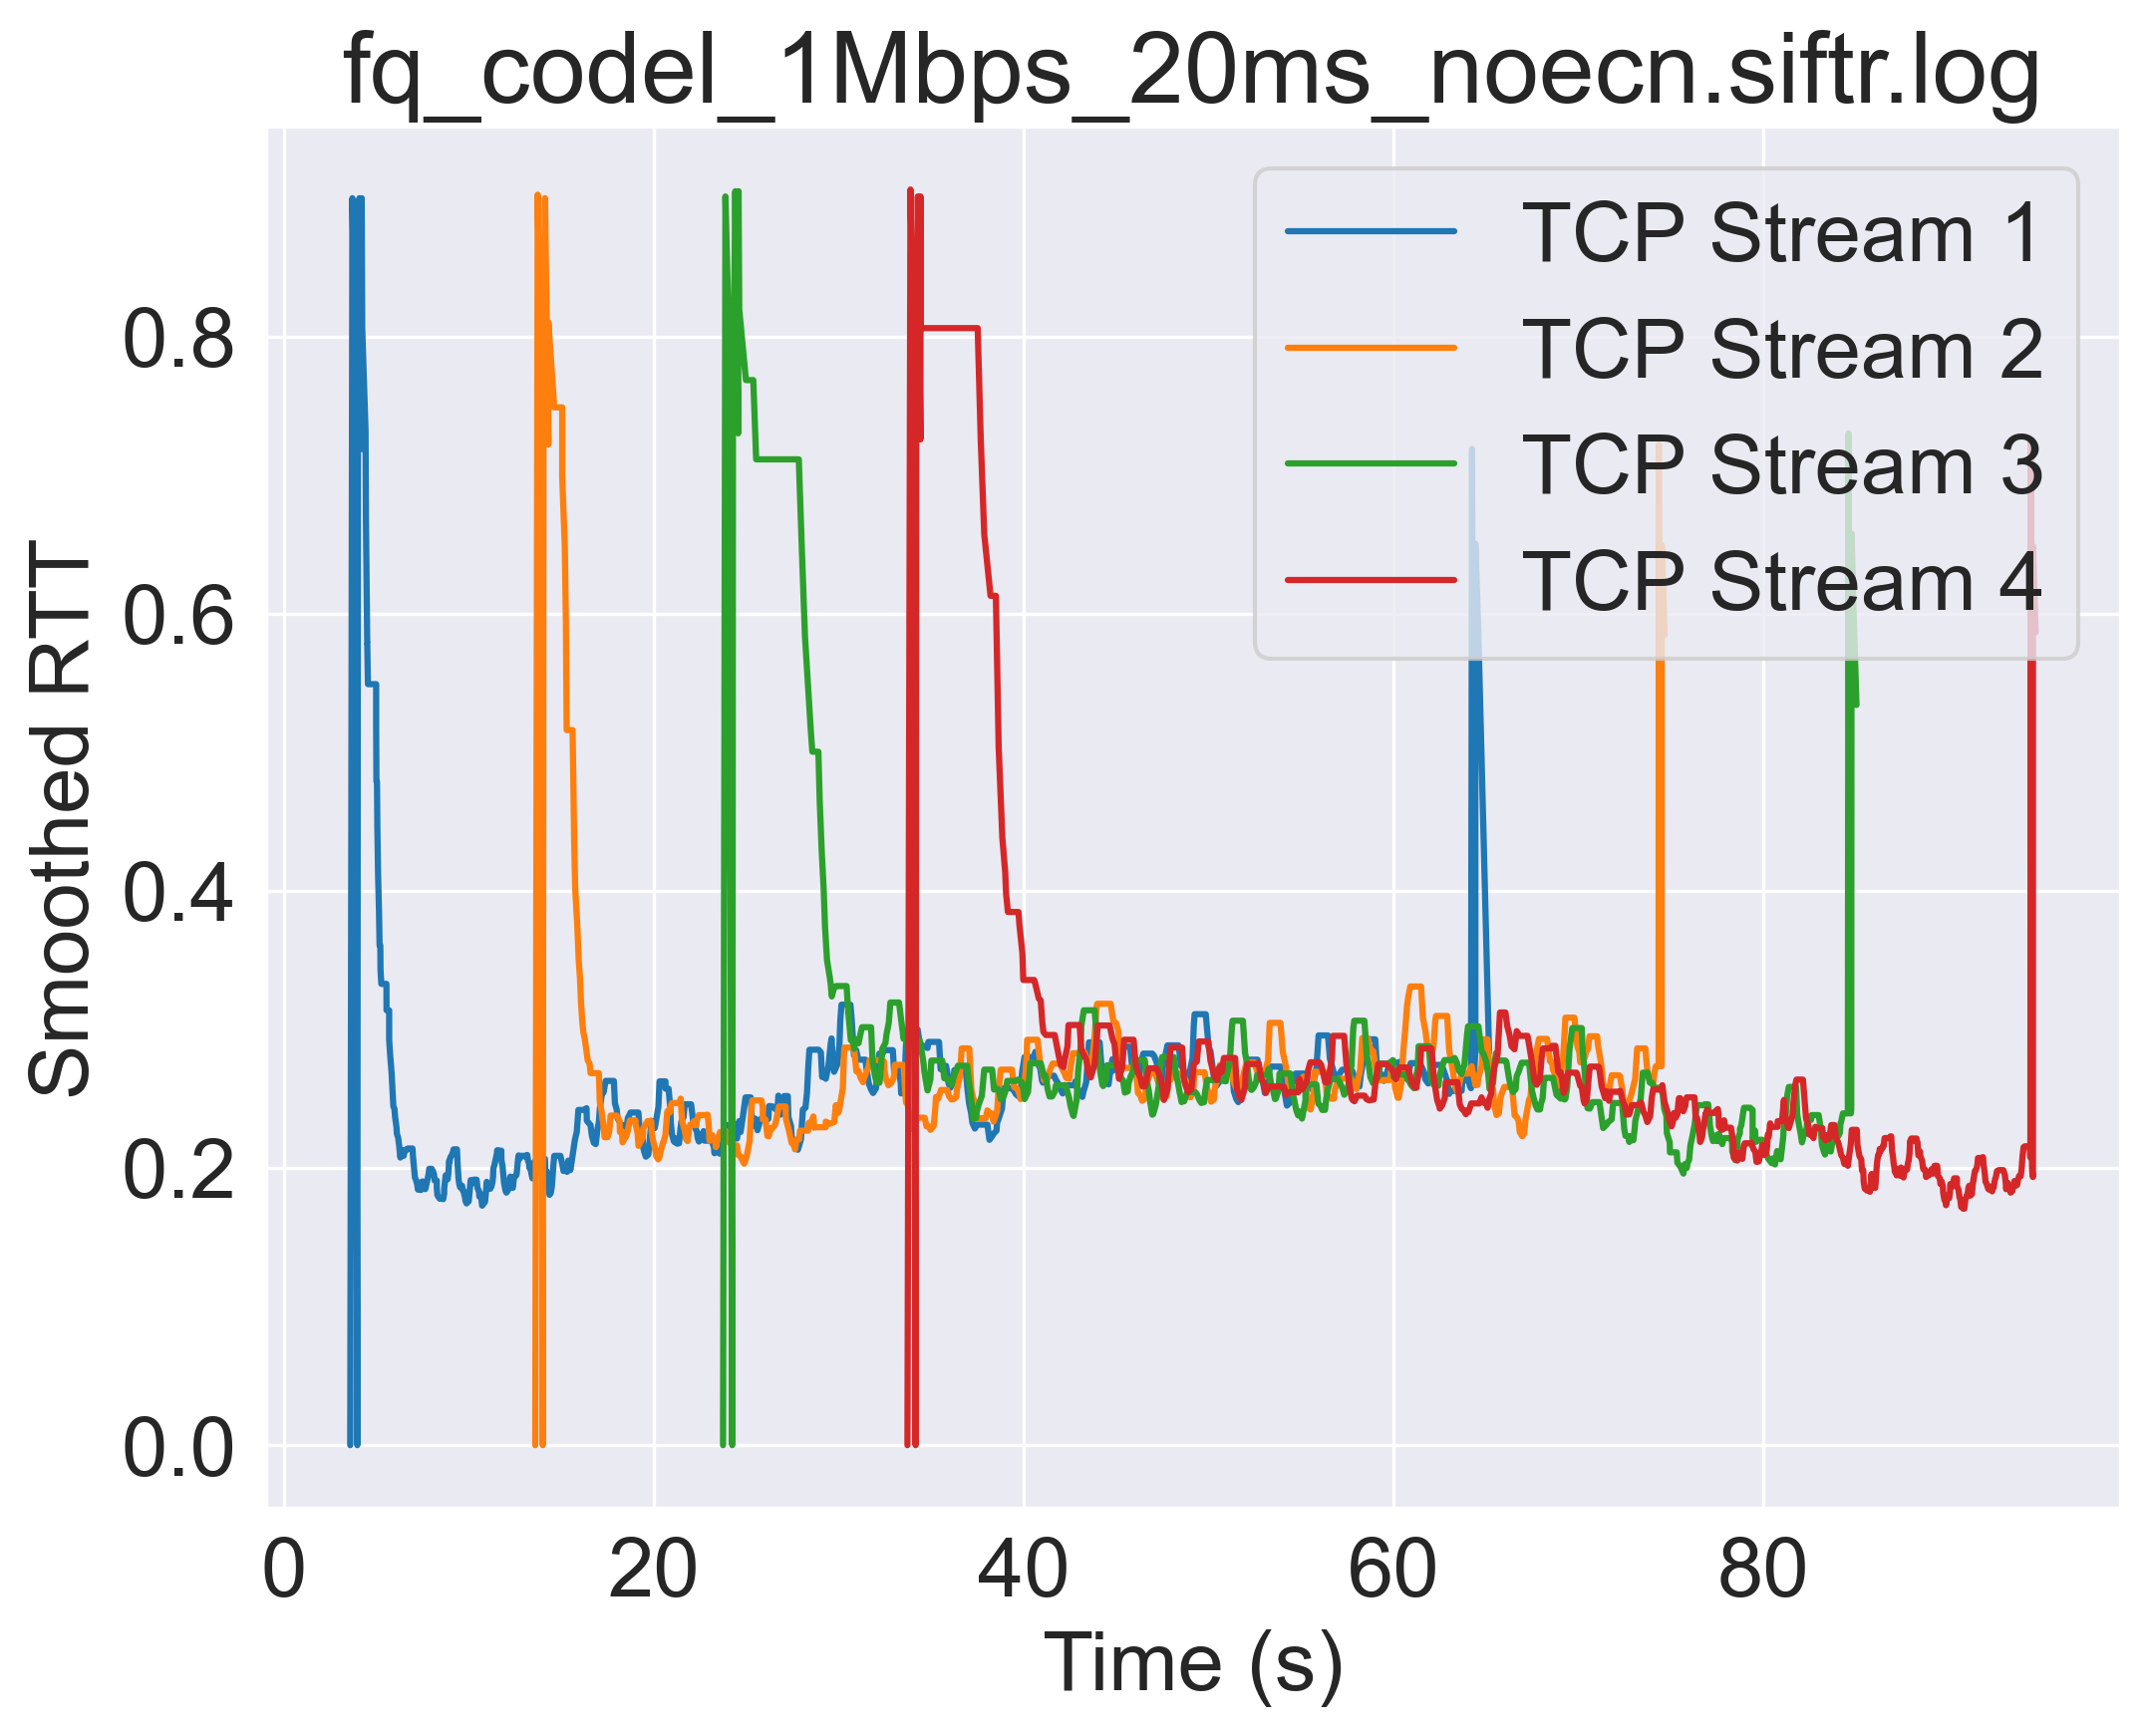 fq_codel_1Mbps_20ms_noecn.siftr.log
TCP Stream 1
TCP Stream 2
TCP Stream 3
TCP Stream 4
Smoothed RTT
0.8
0.6
0.4
0.2
0.0
0 20 40 60 80
Time (s)